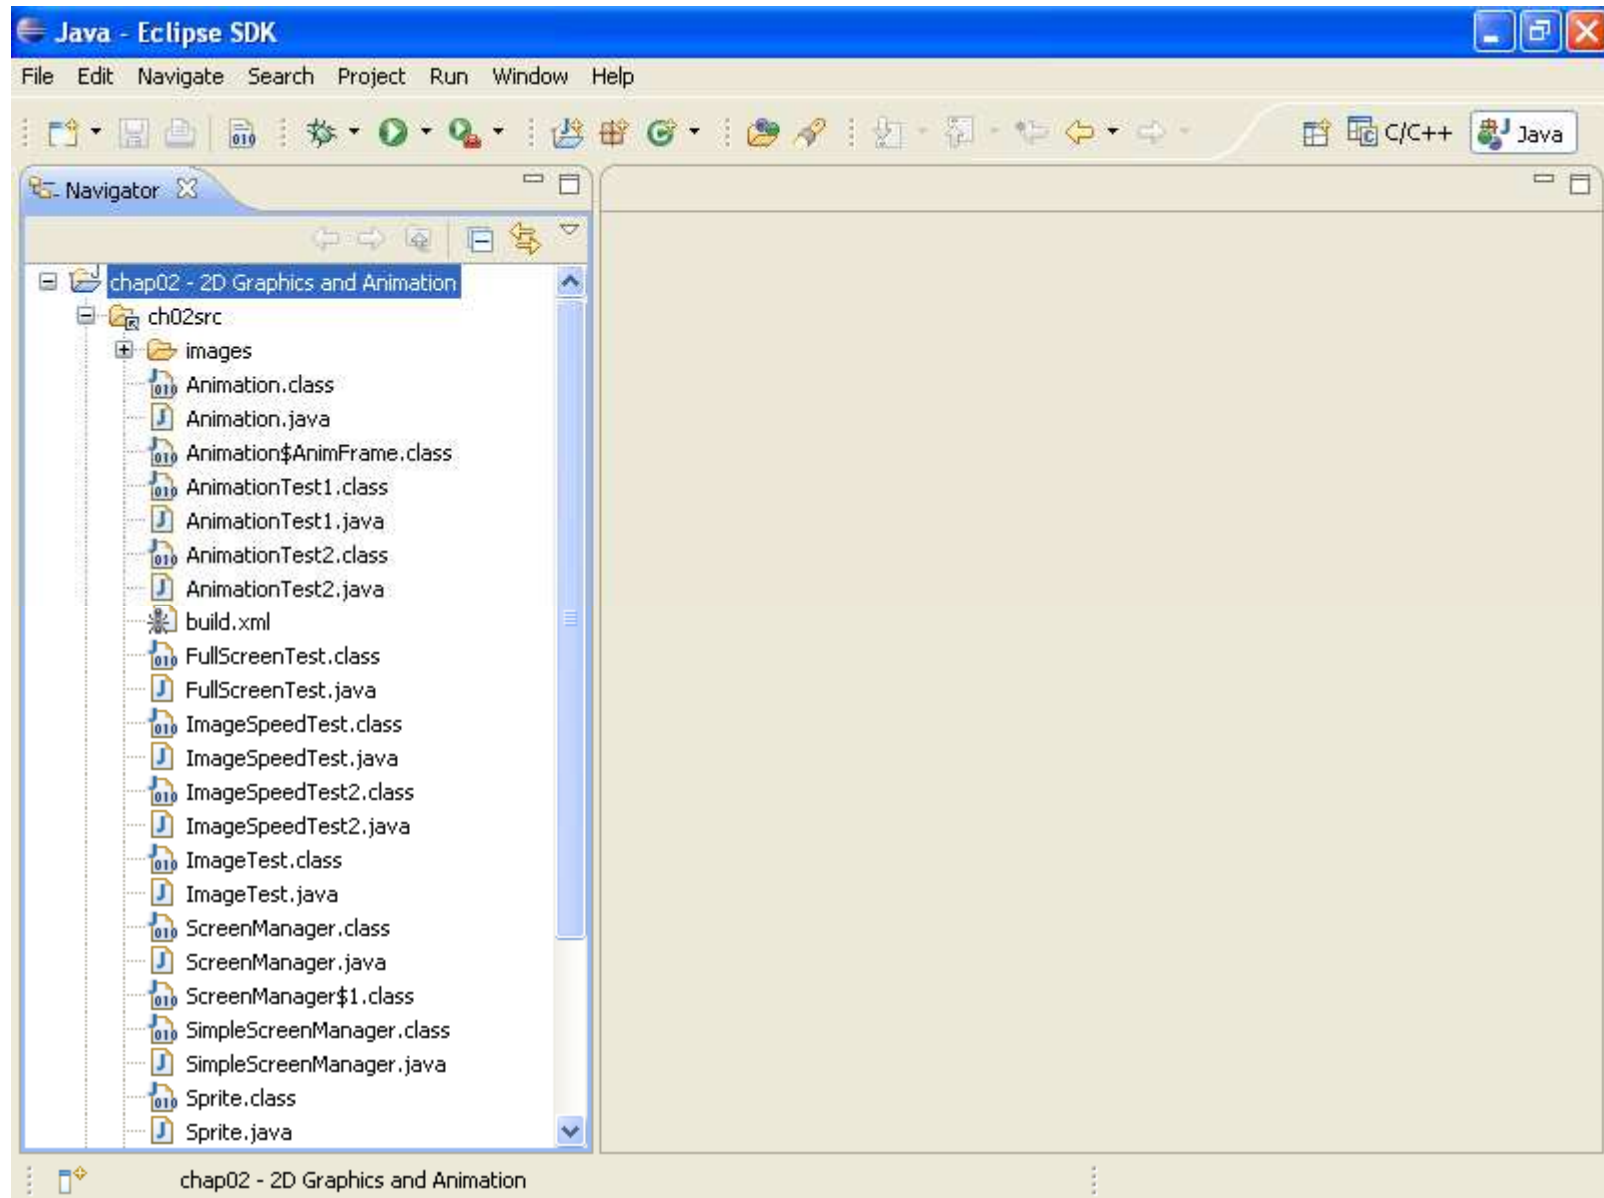 Java - Eclipse SDK
File Edit Navigate Search Project Run Window Help
C/C++ Java
Navigator
chap02 - 2D Graphics and Animation
ch02src
images
Animation.class
Animation.java
Animation$AnimFrame.class
AnimationTest1.class
AnimationTest1.java
AnimationTest2.class
AnimationTest2.java
build.xml
FullScreenTest.class
FullScreenTest.java
ImageSpeedTest.class
ImageSpeedTest.java
ImageSpeedTest2.class
ImageSpeedTest2.java
ImageTest.class
ImageTest.java
ScreenManager.class
ScreenManager.java
ScreenManager$1.class
SimpleScreenManager.class
SimpleScreenManager.java
Sprite.class
Sprite.java
chap02 - 2D Graphics and Animation